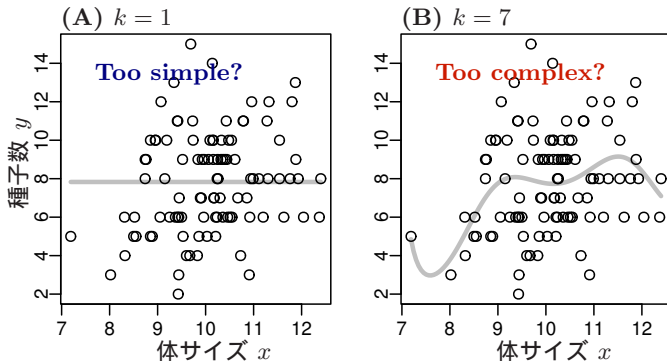 (A) k = 1
Too simple?
種子数 y
2 4 6 8 10 12 14
7 8 9 10 11 12
体サイズ x
(B) k = 7
Too complex?
2 4 6 8 10 12 14
7 8 9 10 11 12
体サイズ x